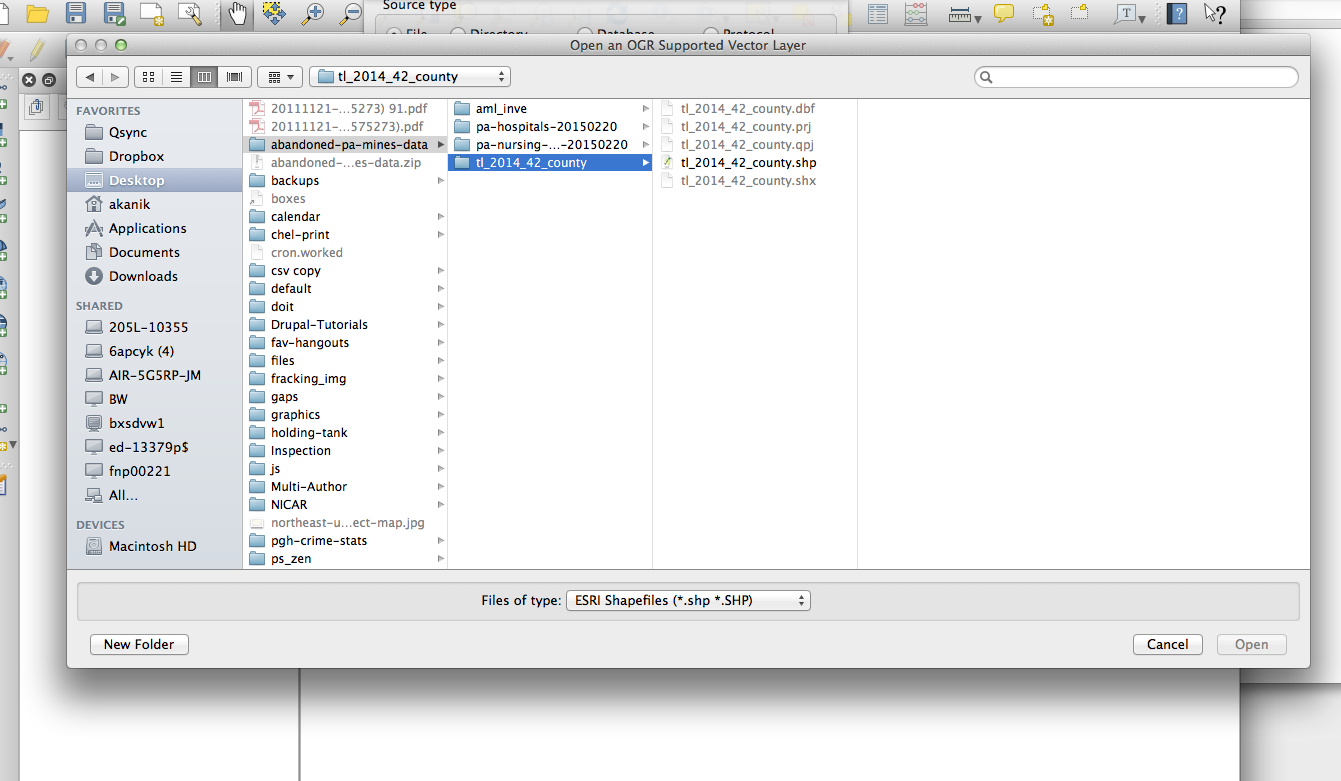 Source type
File Directory Database Protocol
Open an OGR Supported Vector Layer
tl_2014_42_county
FAVORITES
Qsync
Dropbox
Desktop
akanik
Applications
Documents
Downloads
SHARED
205L-10355
6apcyk (4)
AIR-5G5RP-JM
BW
bxsdvw1
ed-13379p$
fnp00221
All...
DEVICES
Macintosh HD
20111121-...5273) 91.pdf
20111121-...575273).pdf
abandoned-pa-mines-data
abandoned-...es-data.zip
backups
boxes
calendar
chel-print
cron.worked
csv copy
default
doit
Drupal-Tutorials
fav-hangouts
files
fracking_img
gaps
graphics
holding-tank
Inspection
js
Multi-Author
NICAR
northeast-u...ect-map.jpg
pgh-crime-stats
ps_zen
aml_inve
pa-hospitals-20150220
pa-nursing-...-20150220
tl_2014_42_county
tl_2014_42_county.dbf
tl_2014_42_county.prj
tl_2014_42_county.qpj
tl_2014_42_county.shp
tl_2014_42_county.shx
Files of type: ESRI Shapefiles (*.shp *.SHP)
New Folder
Cancel Open